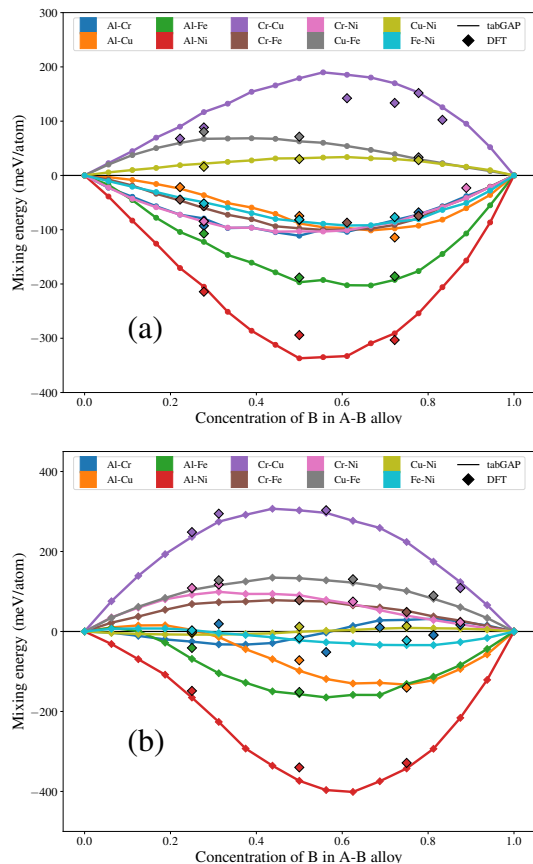 (a)
Al-Cr Al-Fe Cr-Cu Cr-Ni Cu-Ni tabGAP
Al-Cu Al-Ni Cr-Fe Cu-Fe Fe-Ni DFT
Mixing energy (meV/atom)
300
200
100
0
−100
−200
−300
−400
0.0 0.2 0.4 0.6 0.8 1.0
Concentration of B in A-B alloy
(b)
Al-Cr Al-Fe Cr-Cu Cr-Ni Cu-Ni tabGAP
Al-Cu Al-Ni Cr-Fe Cu-Fe Fe-Ni DFT
Mixing energy (meV/atom)
400
200
0
−200
−400
0.0 0.2 0.4 0.6 0.8 1.0
Concentration of B in A-B alloy